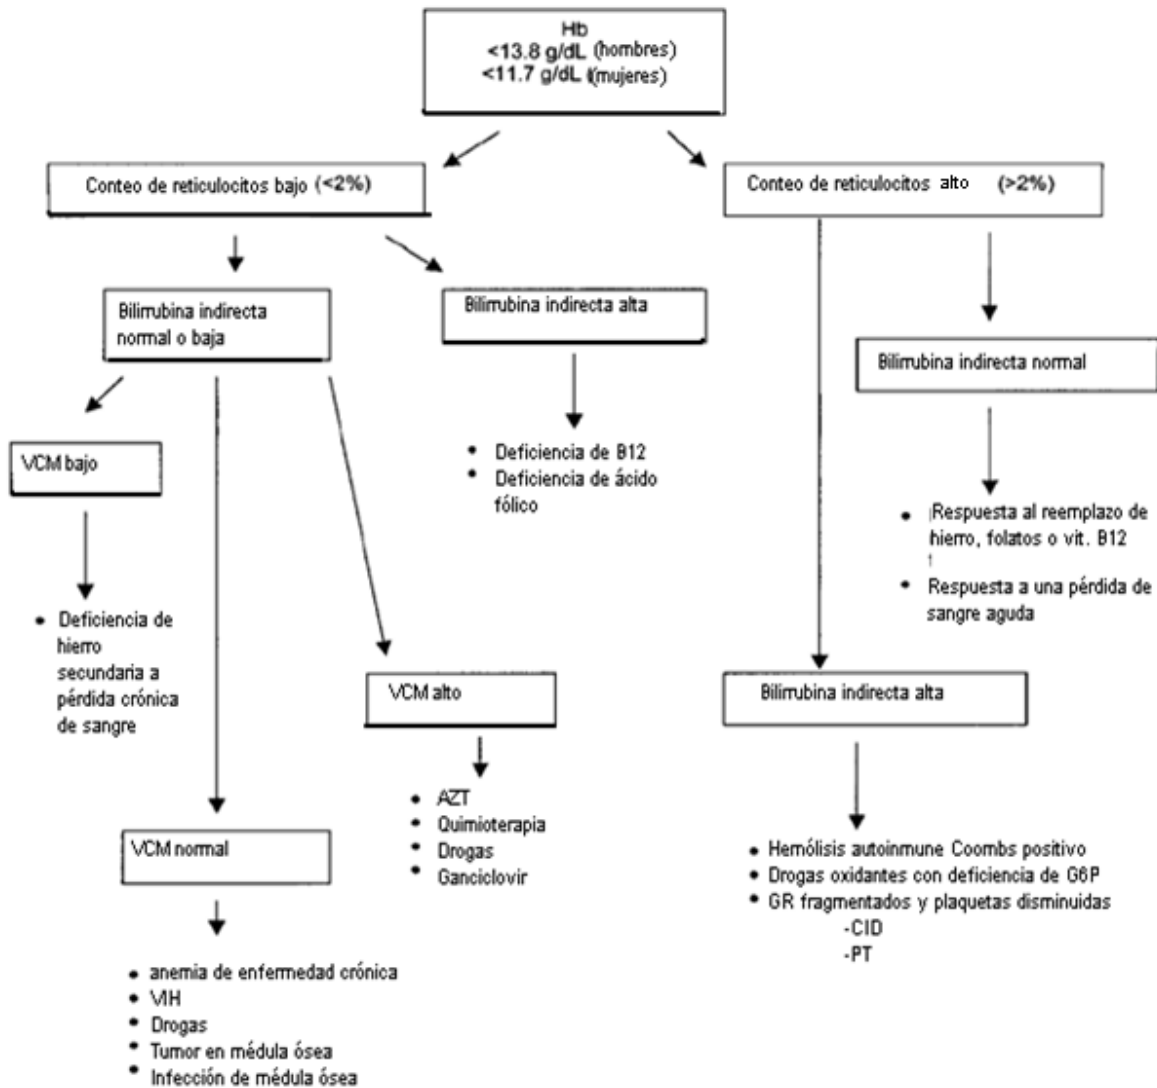 Hb
<13.8 g/dL (hombres)
<11.7 g/dL (mujeres)
Conteo de reticulocitos bajo (<2%)
Conteo de reticulocitos alto (>2%)
Bilirrubina indirecta
normal o baja
Bilirrubina indirecta alta
Bilirrubina indirecta normal
VCM bajo
• Deficiencia de B12
• Deficiencia de ácido
fólico
• Respuesta al reemplazo de
hierro, folatos o vit. B12
• Respuesta a una pérdida de
sangre aguda
• Deficiencia de
hierro
secundaria a
pérdida crónica
de sangre
VCM alto
Bilirrubina indirecta alta
• AZT
• Quimioterapia
• Drogas
• Ganciclovir
VCM normal
• Hemólisis autoinmune Coombs positivo
• Drogas oxidantes con deficiencia de G6P
• GR fragmentados y plaquetas disminuidas
-CID
-PT
• anemia de enfermedad crónica
• VIH
• Drogas
• Tumor en médula ósea
• Infección de médula ósea